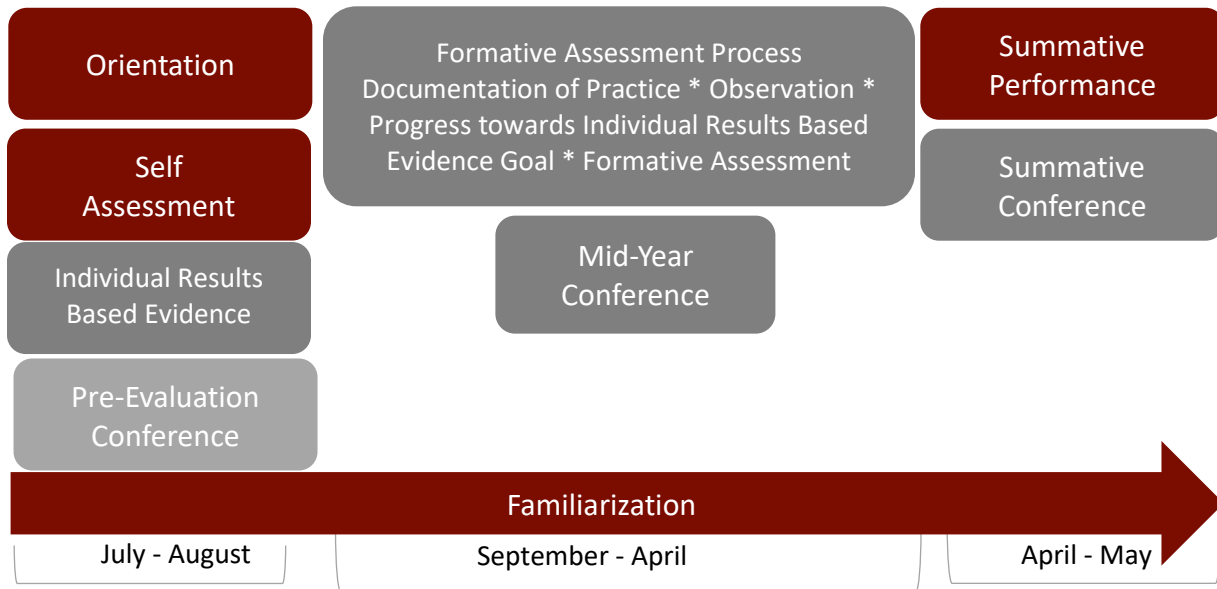 Orientation
Self
Assessment
Individual Results
Based Evidence
Pre-Evaluation
Conference
Formative Assessment Process
Documentation of Practice * Observation *
Progress towards Individual Results Based
Evidence Goal * Formative Assessment
Mid-Year
Conference
Summative
Performance
Summative
Conference
Familiarization
July - August
September - April
April - May